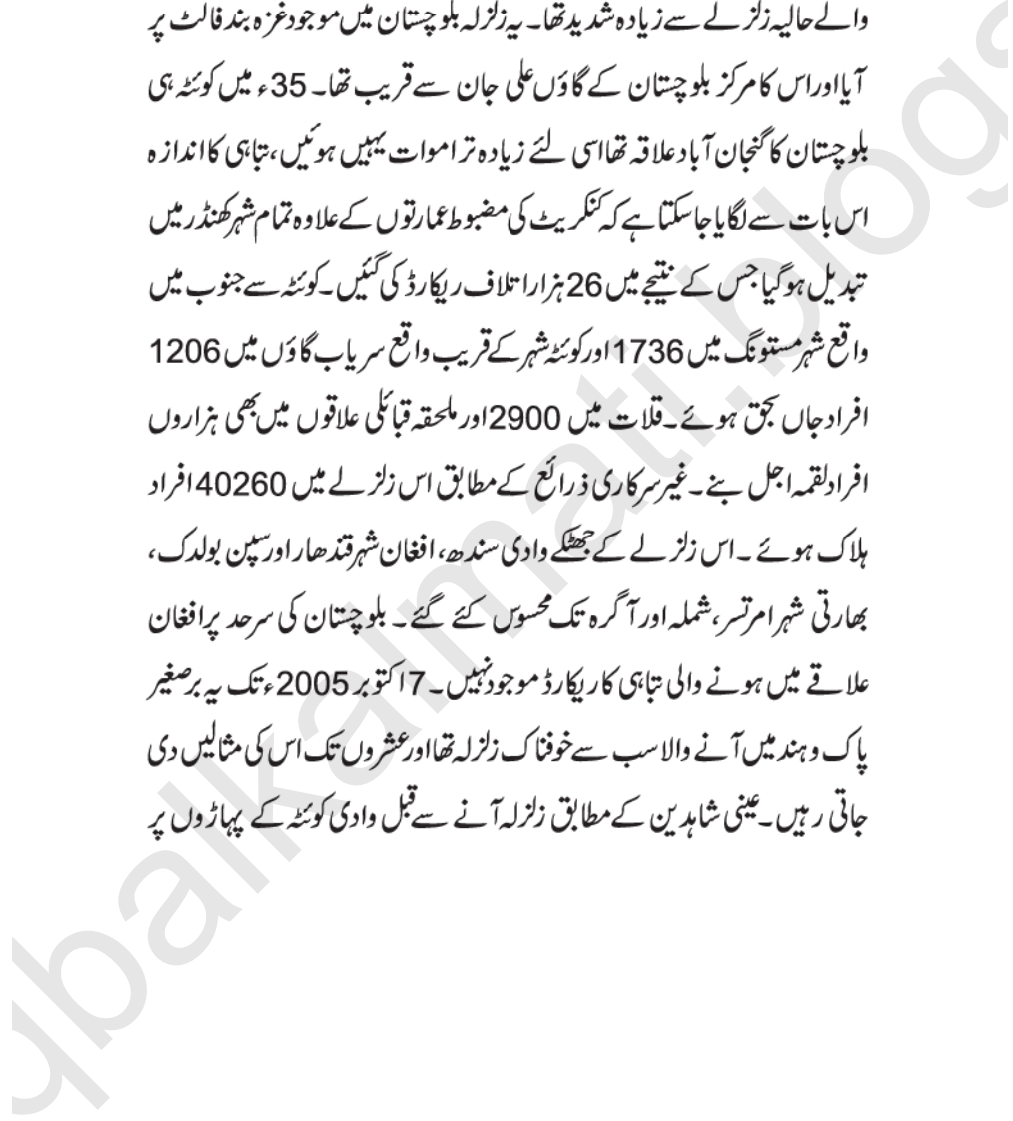 والے حالیہ زلزلے سے زیادہ شدید تھا۔ یہ زلزلہ بلوچستان میں موجود غزہ بند فالٹ پر
آیا اور اس کا مرکز بلوچستان کے گاؤں علی جان سے قریب تھا۔ 35ء میں کوئٹہ ہی
بلوچستان کا گنجان آباد علاقہ تھا اسی لئے زیادہ تر اموات یہیں ہوئیں، تباہی کا اندازہ
اس بات سے لگایا جا سکتا ہے کہ کنکریٹ کی مضبوط عمارتوں کے علاوہ تمام شہر کھنڈر میں
تبدیل ہو گیا جس کے نتیجے میں 26 ہزار اتلاف ریکارڈ کی گئیں۔ کوئٹہ سے جنوب میں
واقع شہر مستونگ میں 1736 اور کوئٹہ شہر کے قریب واقع سریاب گاؤں میں 1206
افراد جاں بحق ہوئے۔ قلات میں 2900 اور ملحقہ قبائلی علاقوں میں بھی ہزاروں
افراد لقمہ اجل بنے۔ غیر سرکاری ذرائع کے مطابق اس زلزلے میں 40260 افراد
ہلاک ہوئے ۔ اس زلزلے کے جھٹکے وادی سندھ، افغان شہر قندھار اور سپن بولدک،
بھارتی شہر امرتسر، شملہ اور آگرہ تک محسوس کئے گئے۔ بلوچستان کی سرحد پر افغان
علاقے میں ہونے والی تباہی کا ریکارڈ موجود نہیں۔ 7 اکتوبر 2005ء تک یہ برصغیر
پاک و ہند میں آنے والا سب سے خوفناک زلزلہ تھا اور عشروں تک اس کی مثالیں دی
جاتی رہیں۔ عینی شاہدین کے مطابق زلزلہ آنے سے قبل وادی کوئٹہ کے پہاڑوں پر
qbalkalmati.blogs